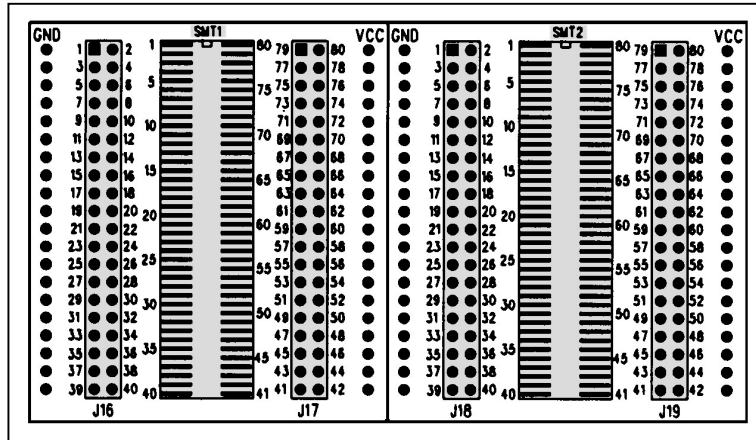 GND SMT1 VCC SMT2 VCC
GND
1 2 1 80 79 80 1 2 1 80 79 80
3 4 77 78 3 4 77 78
5 6 5 75 75 76 5 6 5 75 75 76
7 8 73 74 7 8 73 74
9 10 10 71 72 9 10 10 71 72
11 12 70 69 70 11 12 70 69 70
13 14 67 68 13 14 67 68
15 16 15 65 65 66 15 16 15 65 65 66
17 18 63 64 17 18 63 64
19 20 20 61 62 19 20 20 61 62
21 22 60 59 60 21 22 60 59 60
23 24 57 58 23 24 57 58
25 26 25 55 55 56 25 26 25 55 55 56
27 28 53 54 27 28 53 54
29 30 30 51 52 29 30 30 51 52
31 32 50 49 50 31 32 50 49 50
33 34 47 48 33 34 47 48
35 36 35 45 45 46 35 36 35 45 45 46
37 38 43 44 37 38 43 44
39 40 40 41 41 42 39 40 40 41 41 42
J16 J17 J18 J19